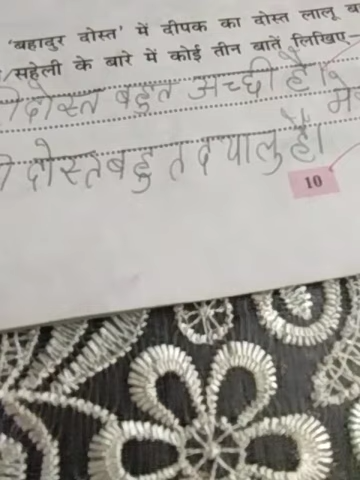 'बहादुर दोस्त' में दीपक का दोस्त लालू
सहेली के बारे में कोई तीन बातें लिखिए-
दोस्त बहुत अच्छी है।
दोस्त बहुत दयालु है।
10